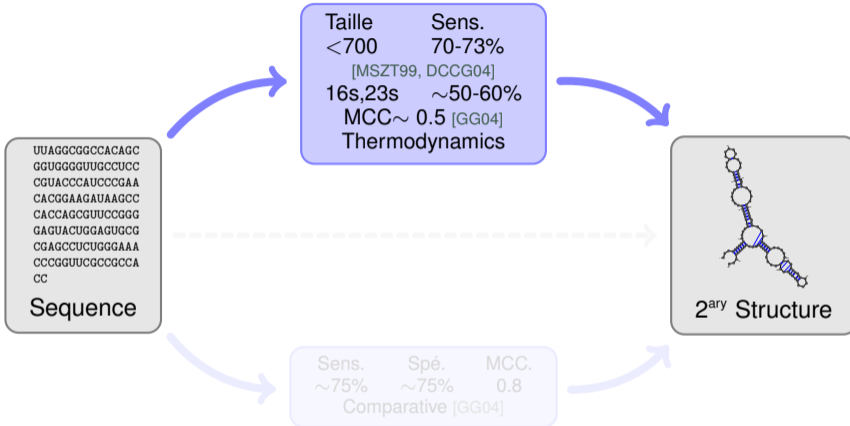 Taille Sens.
<700 70-73%
[MSZT99, DCCG04]
16s,23s ∼50-60%
MCC∼ 0.5 [GG04]
Thermodynamics
UUAGGCGGCCACAGC
GGUGGGGUUGCCUCC
CGUACCCAUCCCGAA
CACGGAAGAUAAGCC
CACCAGCGUUCCGGG
GAGUACUGGAGUGCG
CGAGCCUCUGGGAAA
CCCGGUUCGCCGCCA
CC
Sequence
2ary Structure
Sens. Spé. MCC.
∼75% ∼75% 0.8
Comparative [GG04]